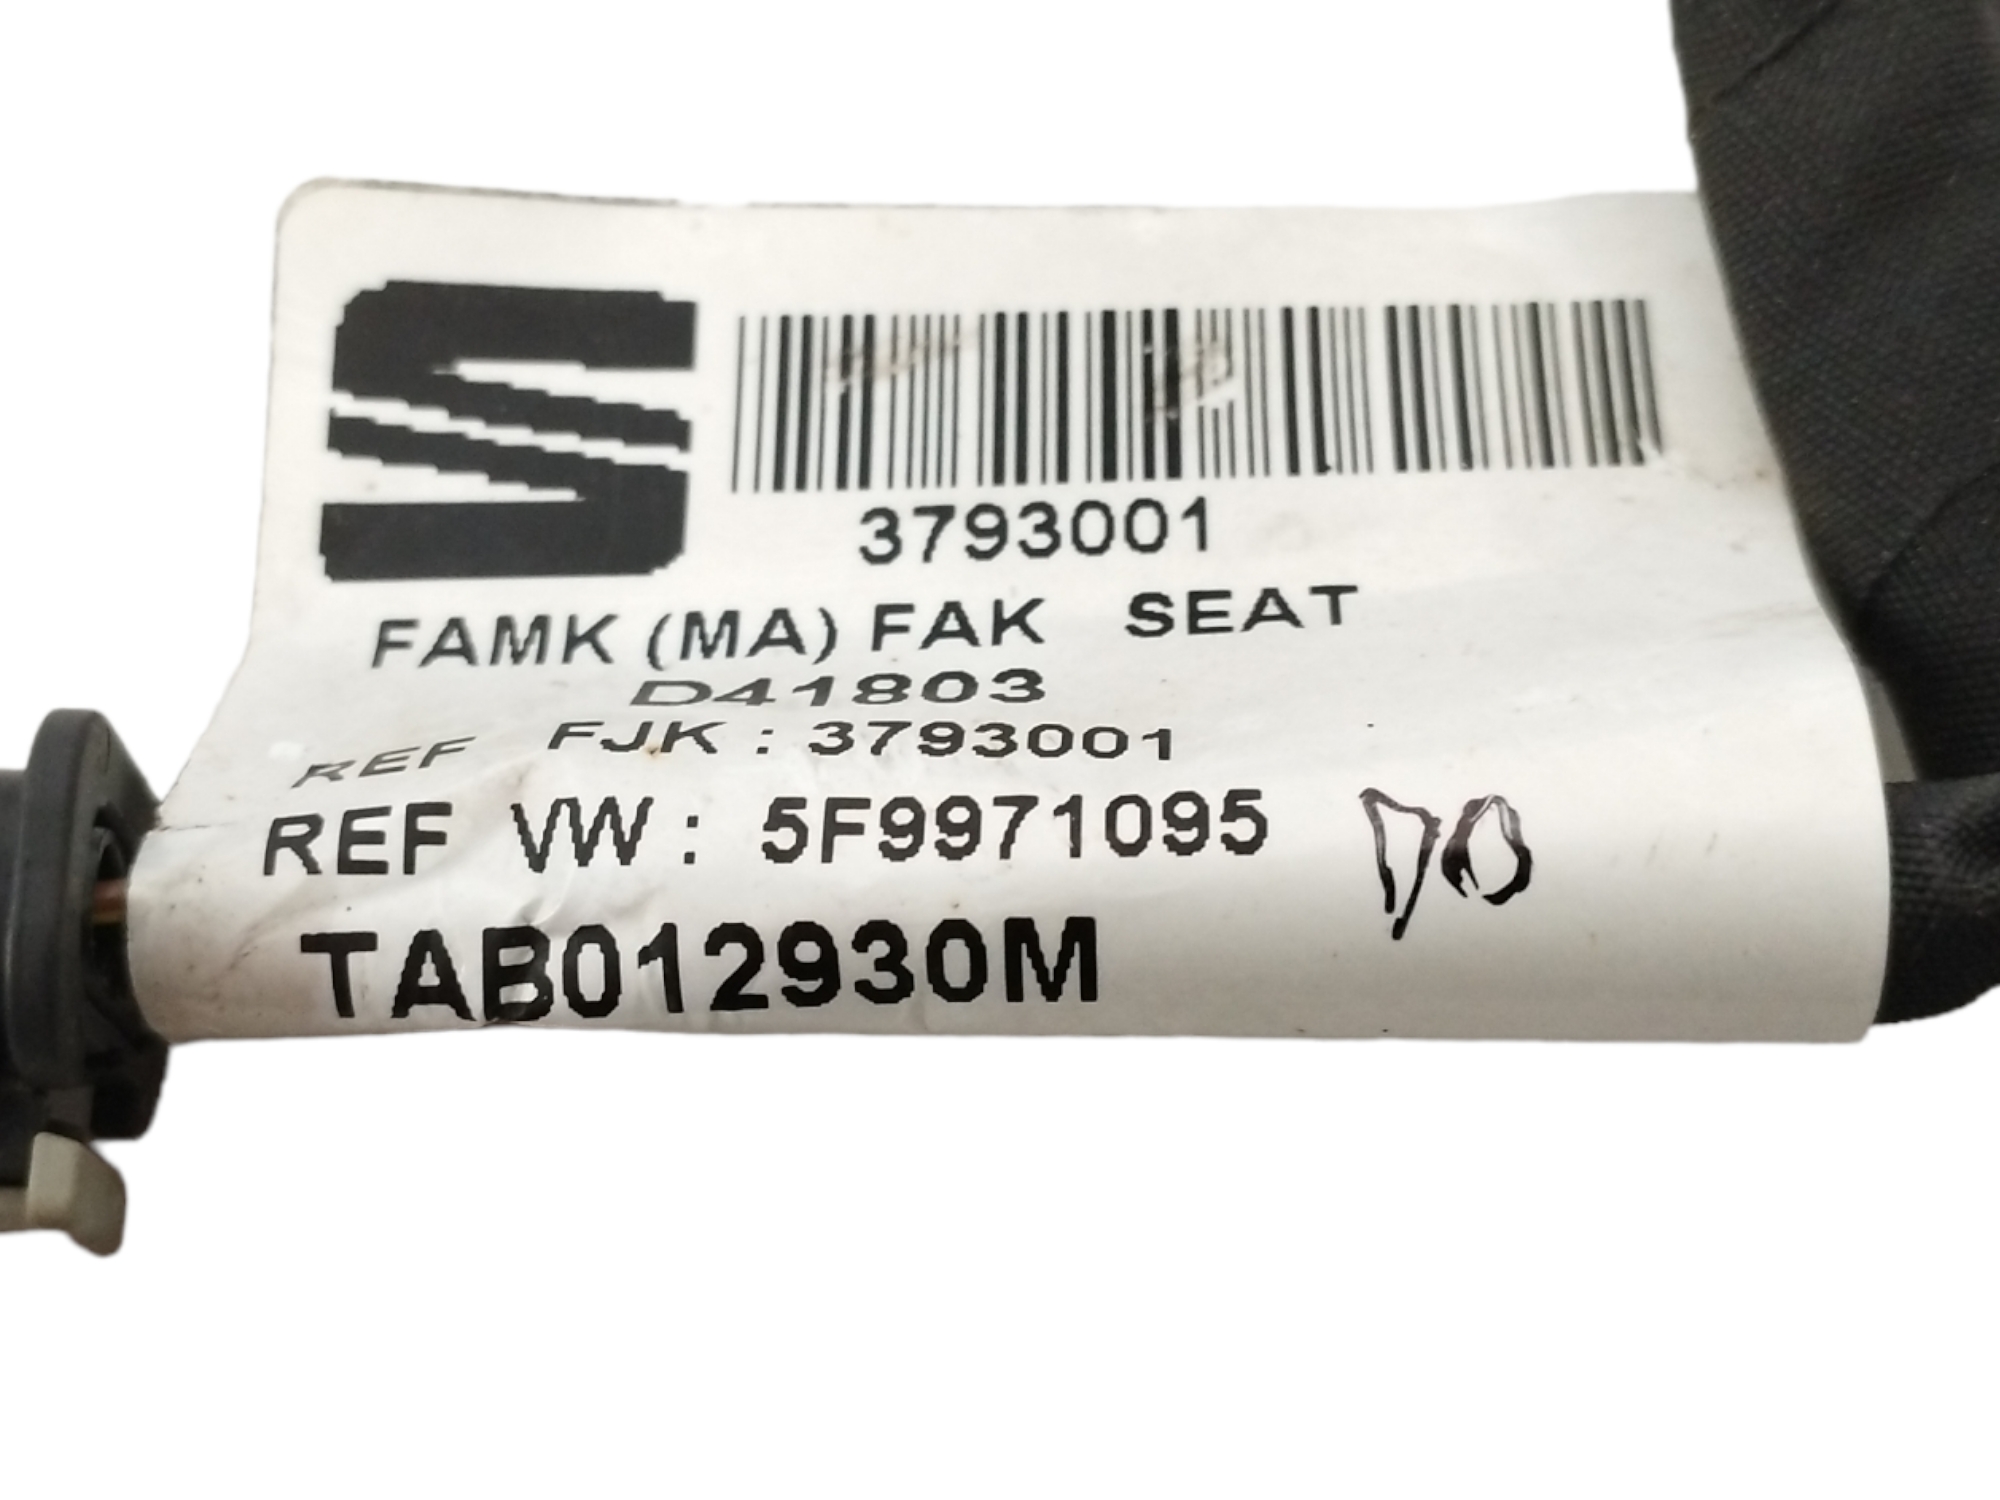 3793001
FAMK (MA) FAK SEAT
D41803
REF FJK : 3793001
REF VW : 5F9971095
TAB012930M